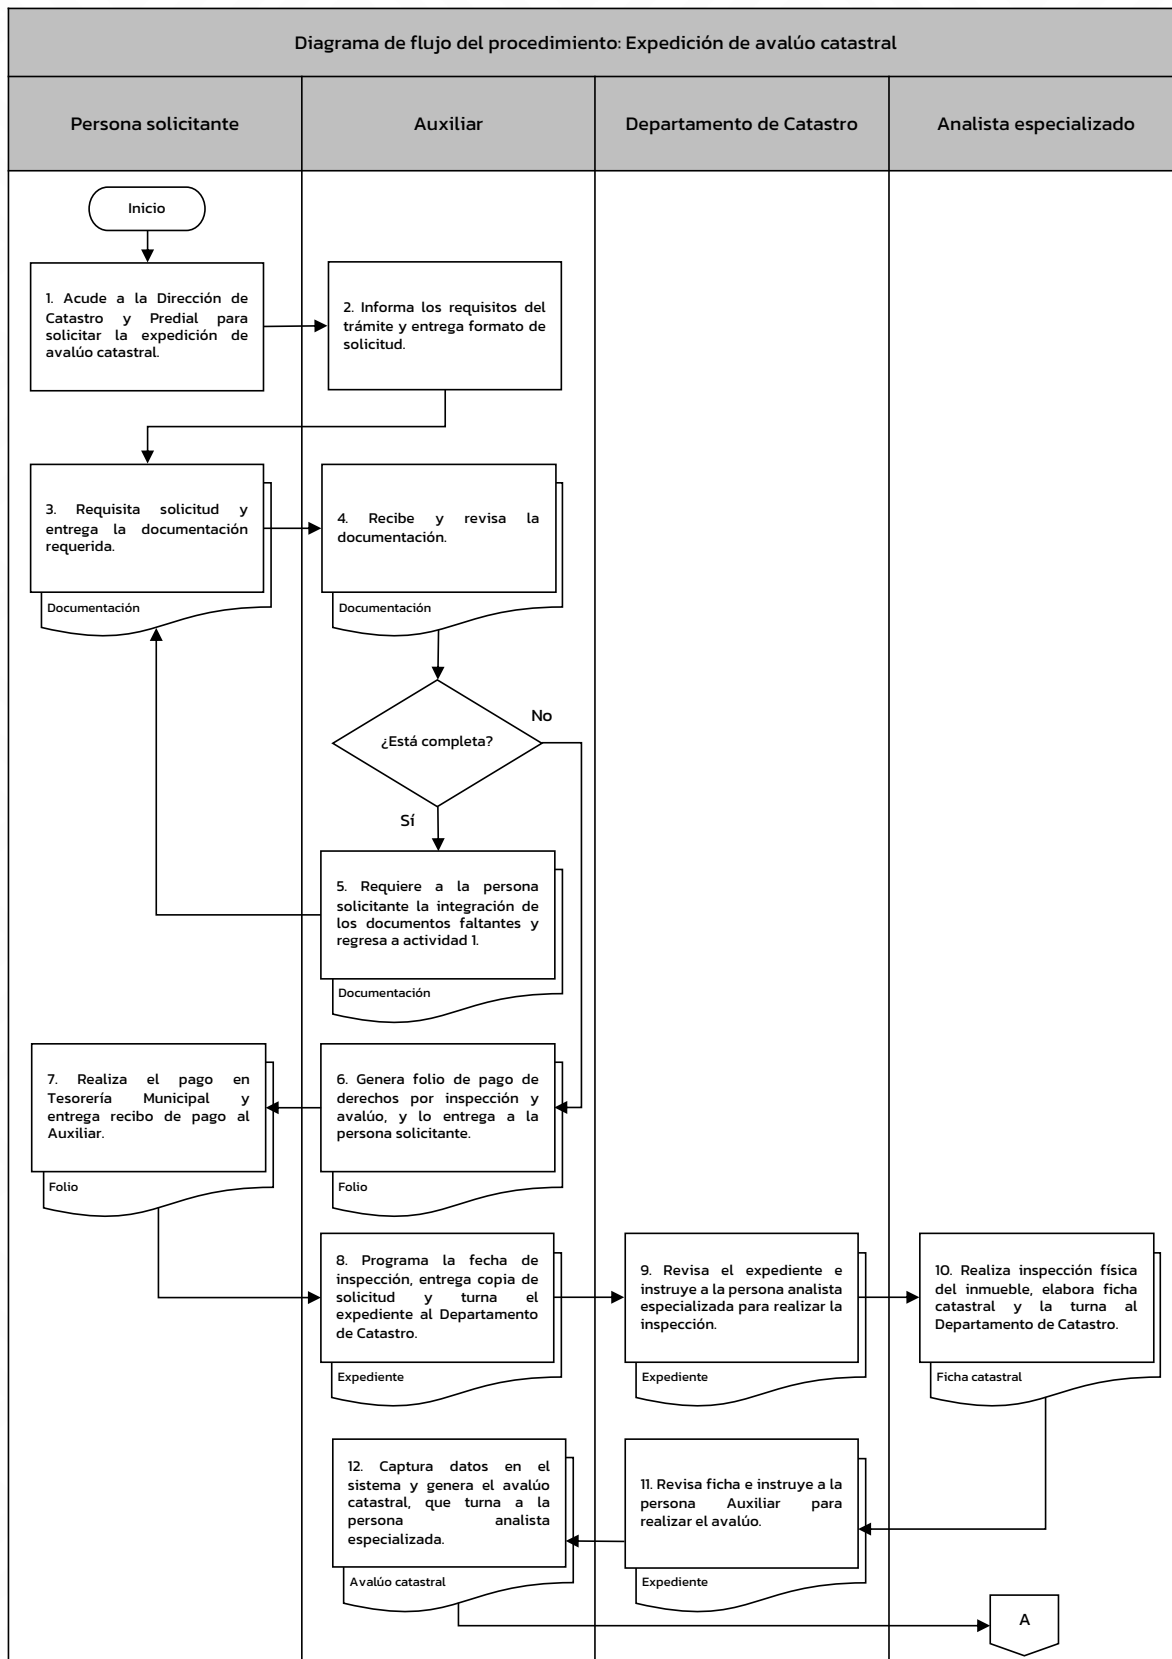 Diagrama de flujo del procedimiento: Expedición de avalúo catastral
Persona solicitante
Auxiliar
Departamento de Catastro
Analista especializado
Inicio
1. Acude a la Dirección de
Catastro y Predial para
solicitar la expedición de
avalúo catastral.
2. Informa los requisitos del
trámite y entrega formato de
solicitud.
3. Requisita solicitud y
entrega la documentación
requerida.
Documentación
4. Recibe y revisa la
documentación.
Documentación
¿Está completa?
No
Sí
5. Requiere a la persona
solicitante la integración de
los documentos faltantes y
regresa a actividad 1.
Documentación
7. Realiza el pago en
Tesorería Municipal y
entrega recibo de pago al
Auxiliar.
Folio
6. Genera folio de pago de
derechos por inspección y
avalúo, y lo entrega a la
persona solicitante.
Folio
8. Programa la fecha de
inspección, entrega copia de
solicitud y turna el
expediente al Departamento
de Catastro.
Expediente
9. Revisa el expediente e
instruye a la persona analista
especializada para realizar la
inspección.
Expediente
10. Realiza inspección física
del inmueble, elabora ficha
catastral y la turna al
Departamento de Catastro.
Ficha catastral
12. Captura datos en el
sistema y genera el avalúo
catastral, que turna a la
persona analista
especializada.
Avalúo catastral
11. Revisa ficha e instruye a la
persona Auxiliar para
realizar el avalúo.
Expediente
A